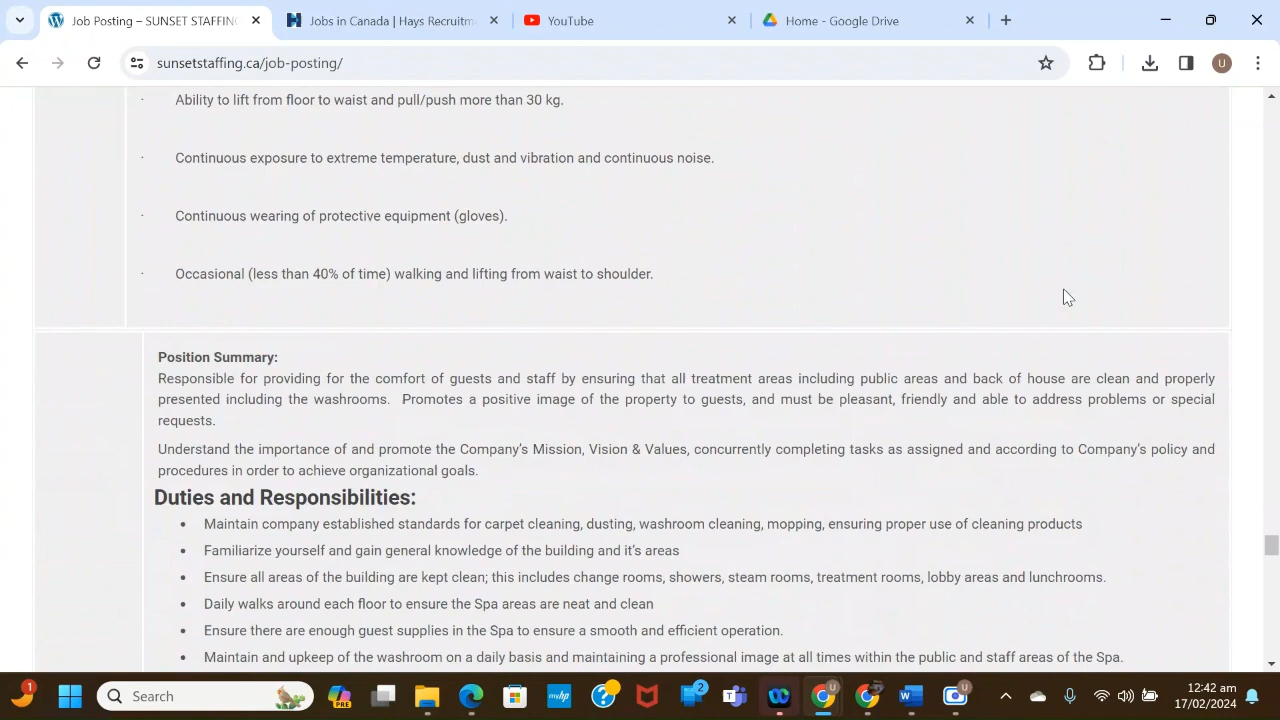 Job Posting – SUNSET STAFFING
Jobs in Canada | Hays Recruitm
YouTube
Home - Google Drive
sunsetstaffing.ca/job-posting/
U
· Ability to lift from floor to waist and pull/push more than 30 kg.
· Continuous exposure to extreme temperature, dust and vibration and continuous noise.
· Continuous wearing of protective equipment (gloves).
· Occasional (less than 40% of time) walking and lifting from waist to shoulder.
Position Summary:
Responsible for providing for the comfort of guests and staff by ensuring that all treatment areas including public areas and back of house are clean and properly
presented including the washrooms. Promotes a positive image of the property to guests, and must be pleasant, friendly and able to address problems or special
requests.
Understand the importance of and promote the Company's Mission, Vision & Values, concurrently completing tasks as assigned and according to Company's policy and
procedures in order to achieve organizational goals.
Duties and Responsibilities:
• Maintain company established standards for carpet cleaning, dusting, washroom cleaning, mopping, ensuring proper use of cleaning products
• Familiarize yourself and gain general knowledge of the building and it's areas
• Ensure all areas of the building are kept clean; this includes change rooms, showers, steam rooms, treatment rooms, lobby areas and lunchrooms.
• Daily walks around each floor to ensure the Spa areas are neat and clean
• Ensure there are enough guest supplies in the Spa to ensure a smooth and efficient operation.
• Maintain and upkeep of the washroom on a daily basis and maintaining a professional image at all times within the public and staff areas of the Spa.
1
Search
PRE
myhp
2
U
U
12:42 am
17/02/2024